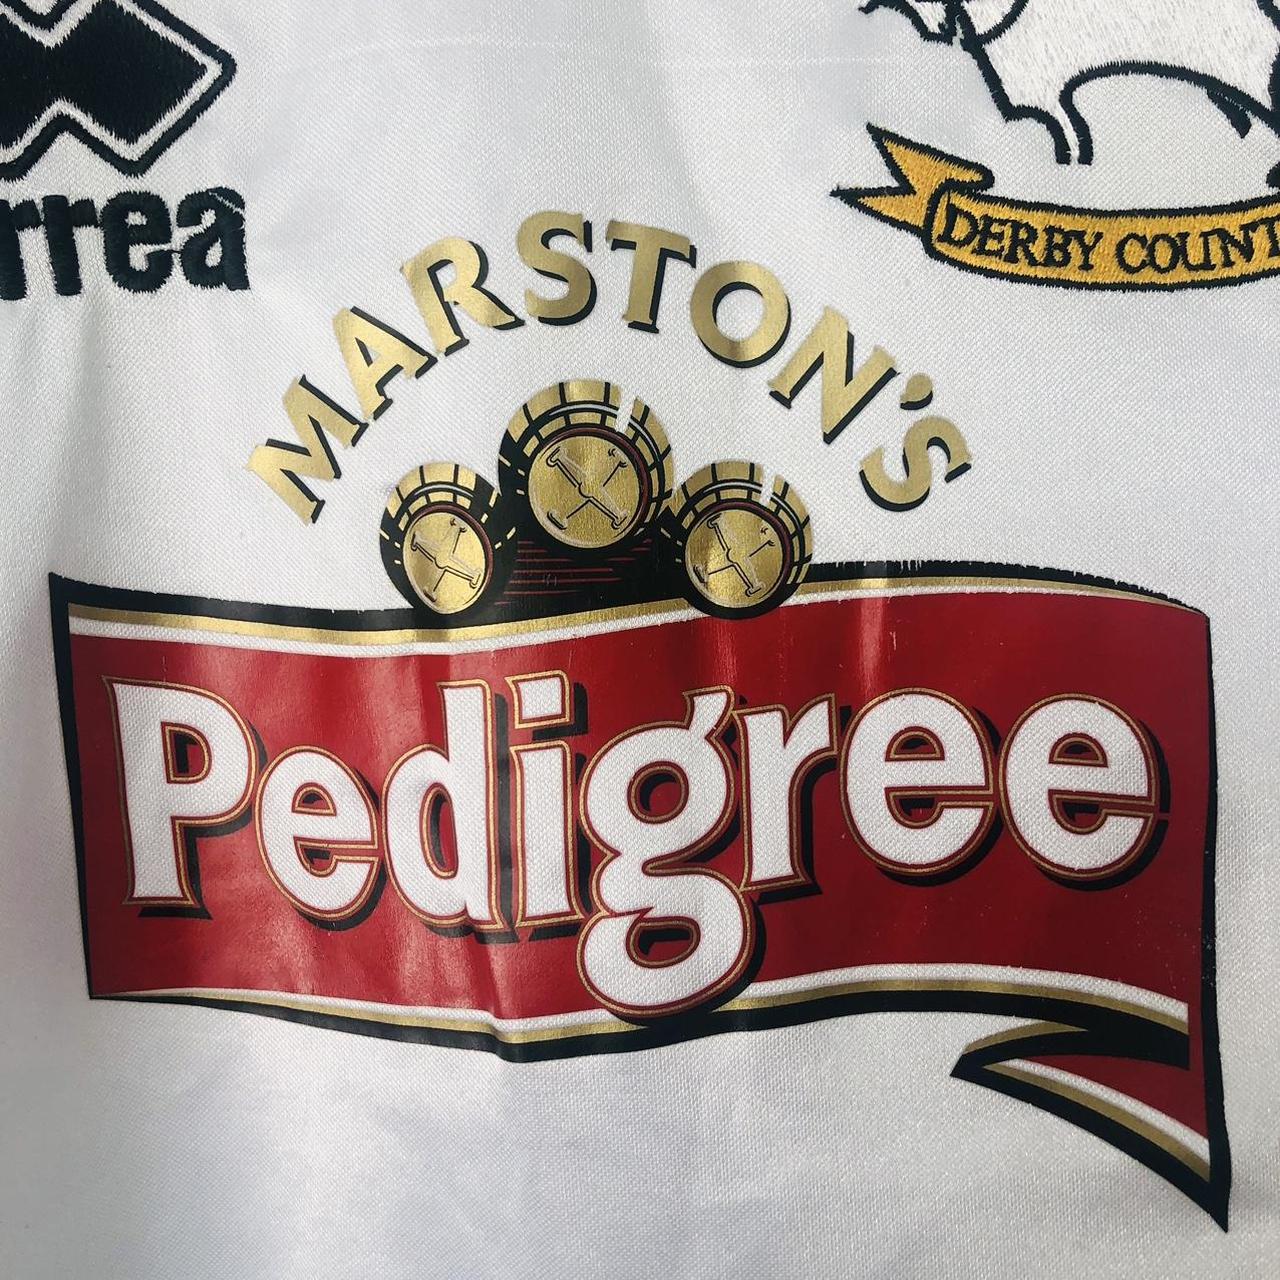 rrea
DERBY COUNT
MARSTON'S
Pedigree